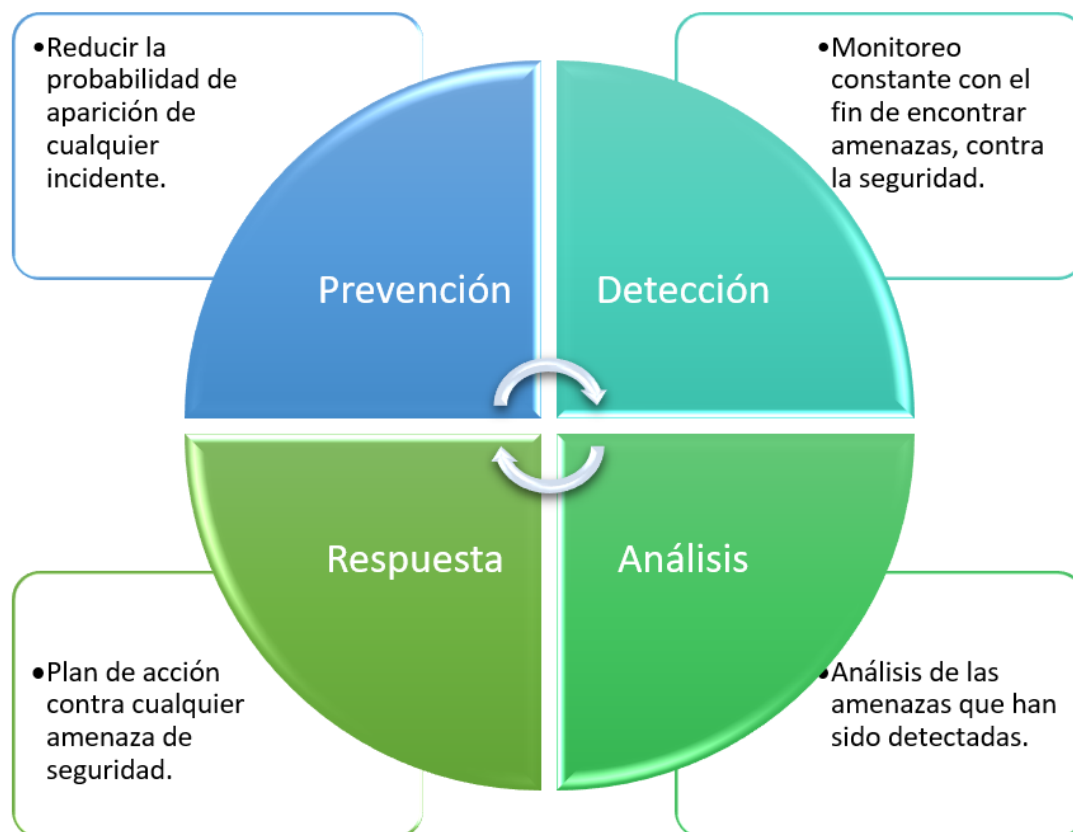 •Reducir la
probabilidad de
aparición de
cualquier
incidente.
•Monitoreo
constante con el
fin de encontrar
amenazas, contra
la seguridad.
Prevención
Detección
Respuesta
Análisis
•Plan de acción
contra cualquier
amenaza de
seguridad.
•Análisis de las
amenazas que han
sido detectadas.